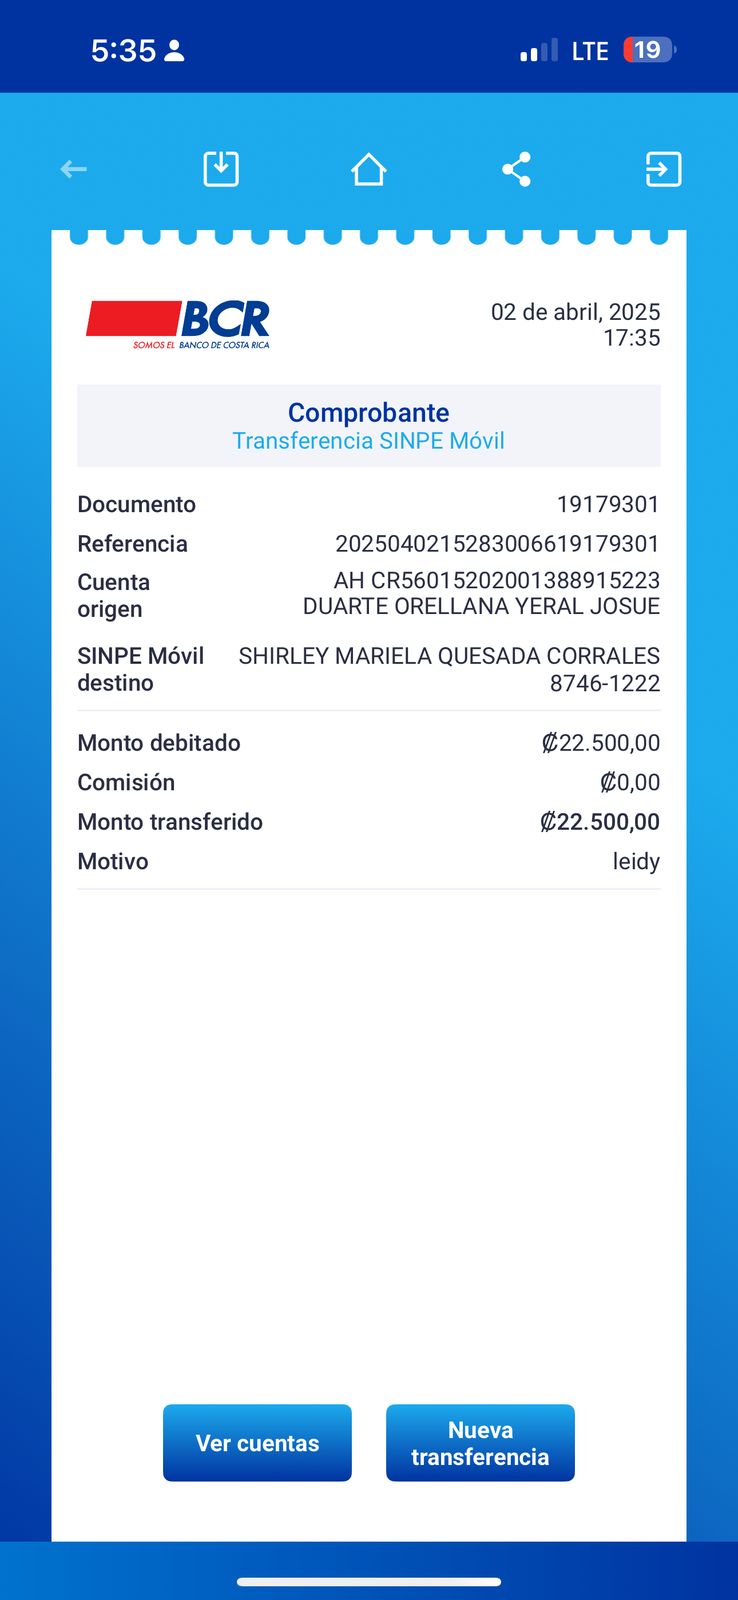 5:35
LTE 19
BCR
SOMOS EL BANCO DE COSTA RICA
02 de abril, 2025
17:35
Comprobante
Transferencia SINPE Móvil
Documento 19179301
Referencia 2025040215283006619179301
Cuenta origen AH CR56015202001388915223
DUARTE ORELLANA YERAL JOSUE
SINPE Móvil destino SHIRLEY MARIELA QUESADA CORRALES
8746-1222
Monto debitado ₡22.500,00
Comisión ₡0,00
Monto transferido ₡22.500,00
Motivo leidy
Ver cuentas
Nueva
transferencia